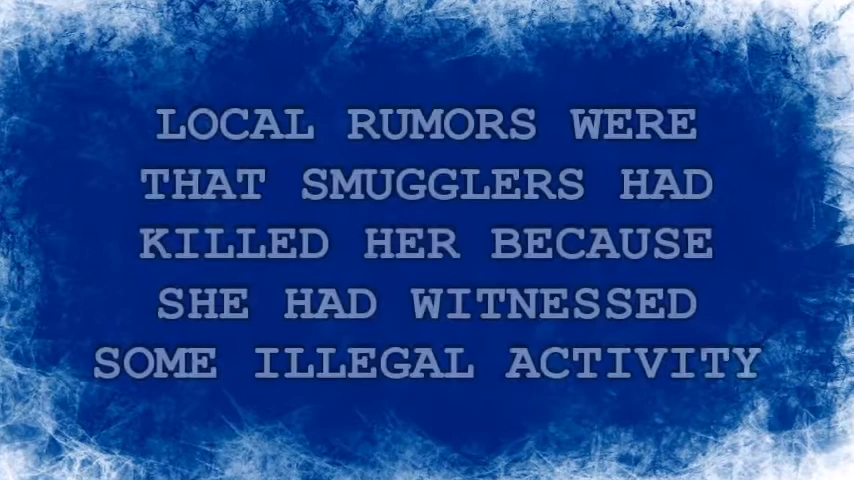 LOCAL RUMORS WERE
THAT SMUGGLERS HAD
KILLED HER BECAUSE
SHE HAD WITNESSED
SOME ILLEGAL ACTIVITY